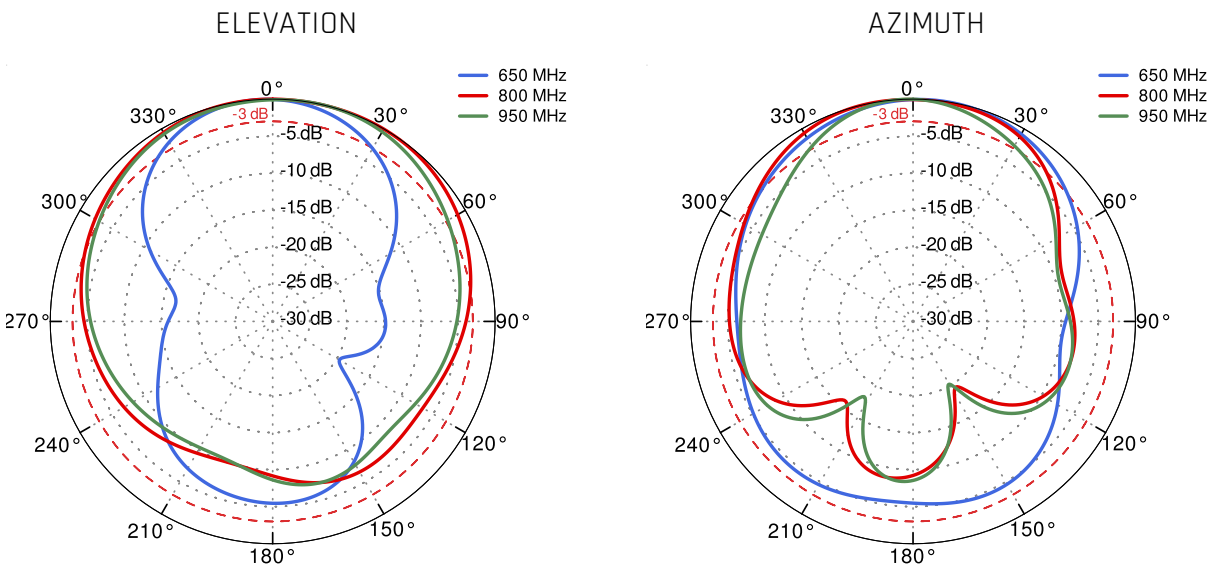 ELEVATION
650 MHz
800 MHz
950 MHz
0°
30°
60°
90°
120°
150°
180°
210°
240°
270°
300°
330°
-3 dB
-5 dB
-10 dB
-15 dB
-20 dB
-25 dB
-30 dB
AZIMUTH
650 MHz
800 MHz
950 MHz
0°
30°
60°
90°
120°
150°
180°
210°
240°
270°
300°
330°
-3 dB
-5 dB
-10 dB
-15 dB
-20 dB
-25 dB
-30 dB